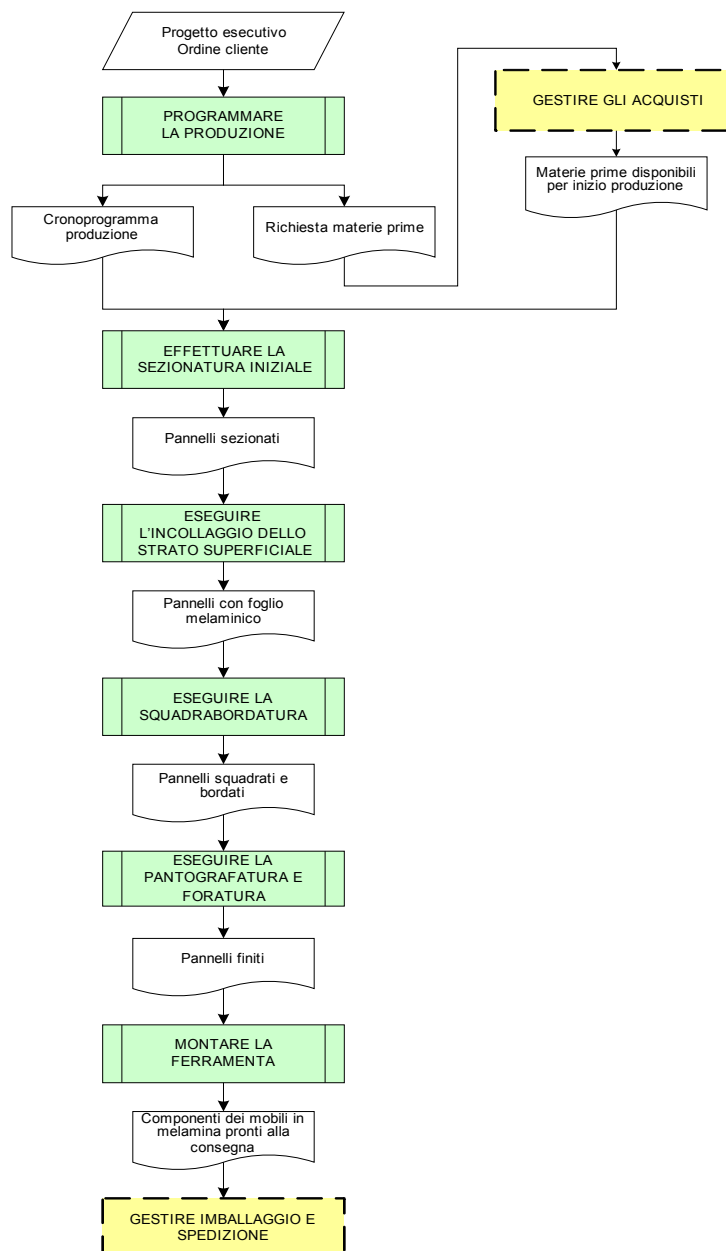 Progetto esecutivo
Ordine cliente
GESTIRE GLI ACQUISTI
PROGRAMMARE
LA PRODUZIONE
Materie prime disponibili
per inizio produzione
Cronoprogramma
produzione
Richiesta materie prime
EFFETTUARE LA
SEZIONATURA INIZIALE
Pannelli sezionati
ESEGUIRE
L'INCOLLAGGIO DELLO
STRATO SUPERFICIALE
Pannelli con foglio
melaminico
ESEGUIRE LA
SQUADRABORDATURA
Pannelli squadrati e
bordati
ESEGUIRE LA
PANTOGRAFATURA E
FORATURA
Pannelli finiti
MONTARE LA
FERRAMENTA
Componenti dei mobili in
melamina pronti alla
consegna
GESTIRE IMBALLAGGIO E
SPEDIZIONE